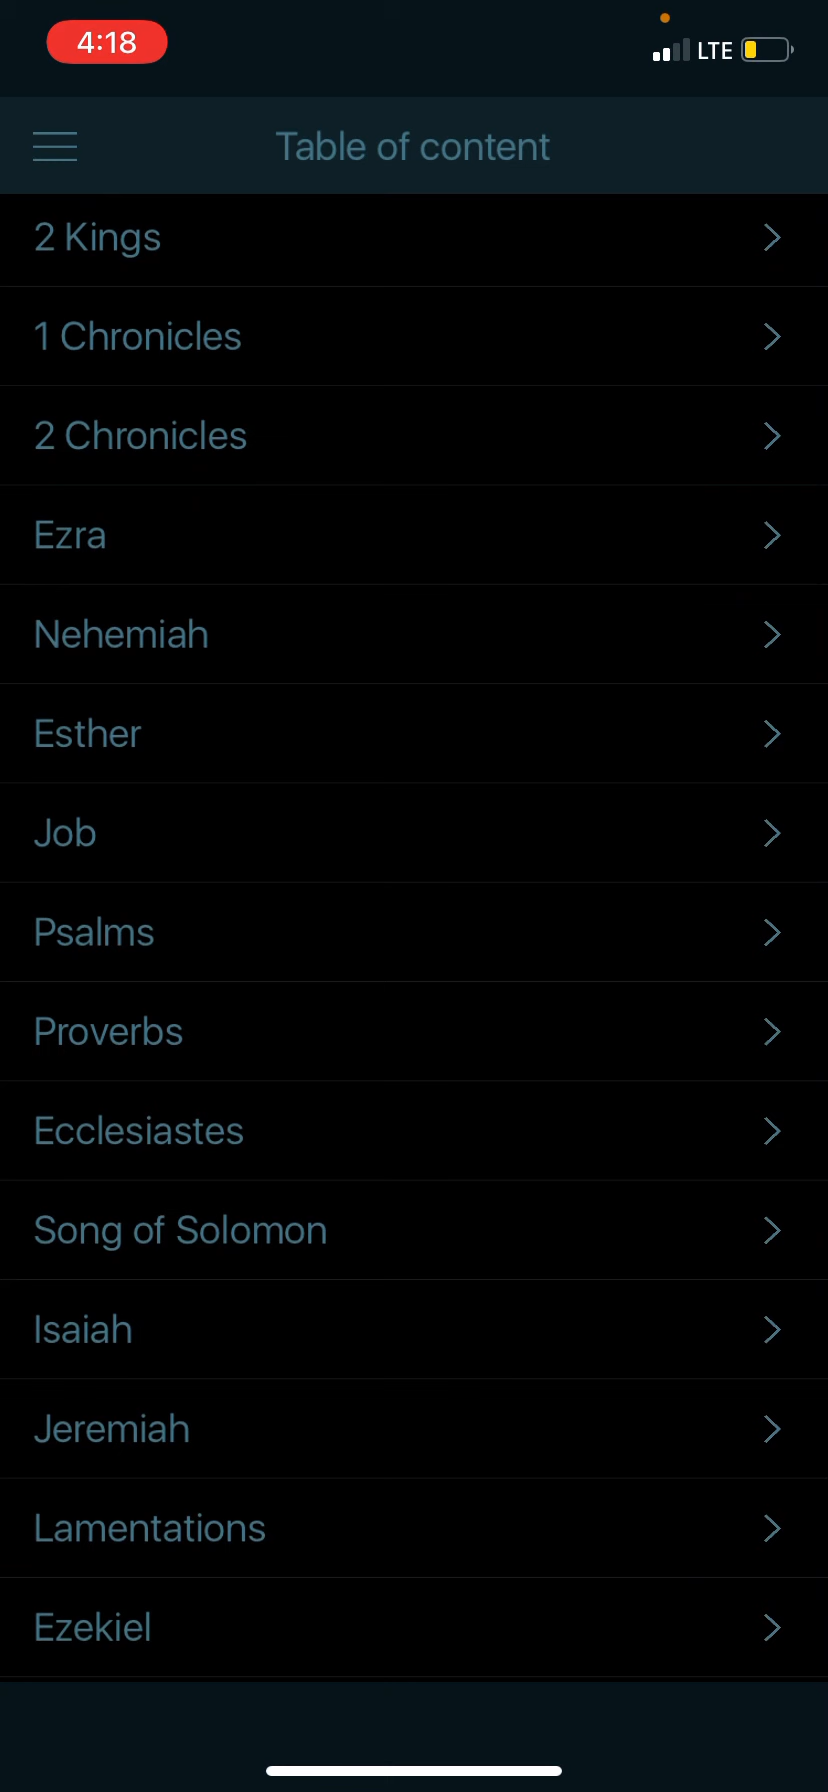 4:18
LTE
Table of content
2 Kings
1 Chronicles
2 Chronicles
Ezra
Nehemiah
Esther
Job
Psalms
Proverbs
Ecclesiastes
Song of Solomon
Isaiah
Jeremiah
Lamentations
Ezekiel